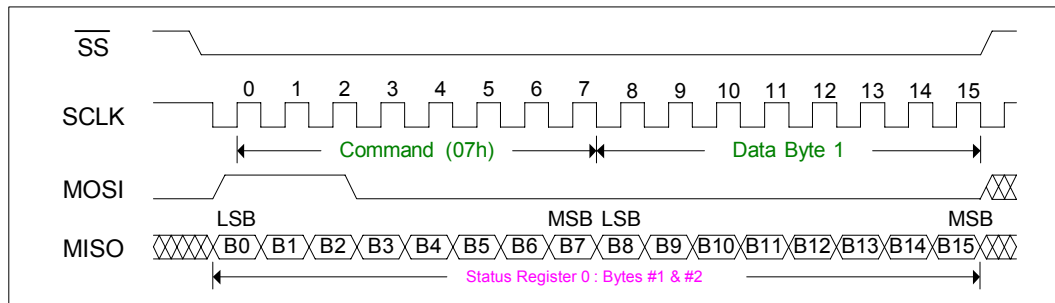 SS
0 1 2 3 4 5 6 7 8 9 10 11 12 13 14 15
SCLK
Command (07h) Data Byte 1
MOSI
LSB MSB LSB MSB
MISO B0 B1 B2 B3 B4 B5 B6 B7 B8 B9 B10 B11 B12 B13 B14 B15
Status Register 0 : Bytes #1 & #2